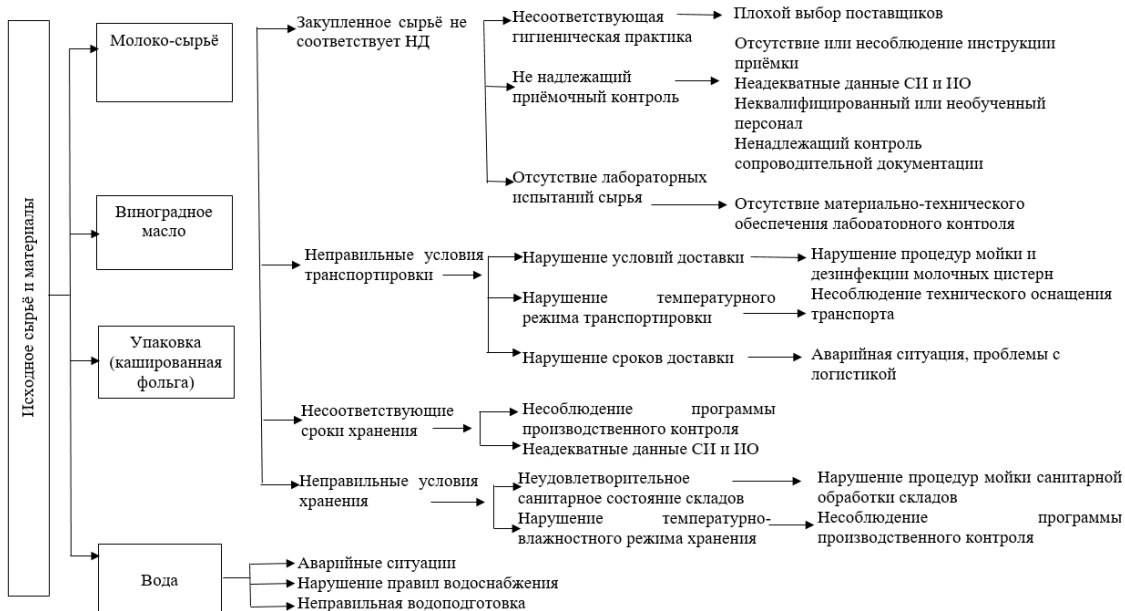 Исходное сырьё и материалы
Молоко-сырьё
Виноградное
масло
Упаковка
(кашированная
фольга)
Вода
Закупленное сырьё не
соответствует НД
Несоответствующая
гигиеническая практика
Плохой выбор поставщиков
Не надлежащий
приёмочный контроль
Отсутствие или несоблюдение инструкции
приёмки
Неадекватные данные СИ и ИО
Неквалифицированный или необученный
персонал
Ненадлежащий контроль
сопроводительной документации
Отсутствие лабораторных
испытаний сырья
Отсутствие материально-технического
обеспечения лабораторного контроля
Неправильные условия
транспортировки
Нарушение условий доставки
Нарушение процедур мойки и
дезинфекции молочных цистерн
Нарушение температурного
режима транспортировки
Несоблюдение технического оснащения
транспорта
Нарушение сроков доставки
Аварийная ситуация, проблемы с
логистикой
Несоответствующие
сроки хранения
Несоблюдение программы
производственного контроля
Неадекватные данные СИ и ИО
Неправильные условия
хранения
Неудовлетворительное
санитарное состояние складов
Нарушение процедур мойки санитарной
обработки складов
Нарушение температурно-
влажностного режима хранения
Несоблюдение программы
производственного контроля
Аварийные ситуации
Нарушение правил водоснабжения
Неправильная водоподготовка